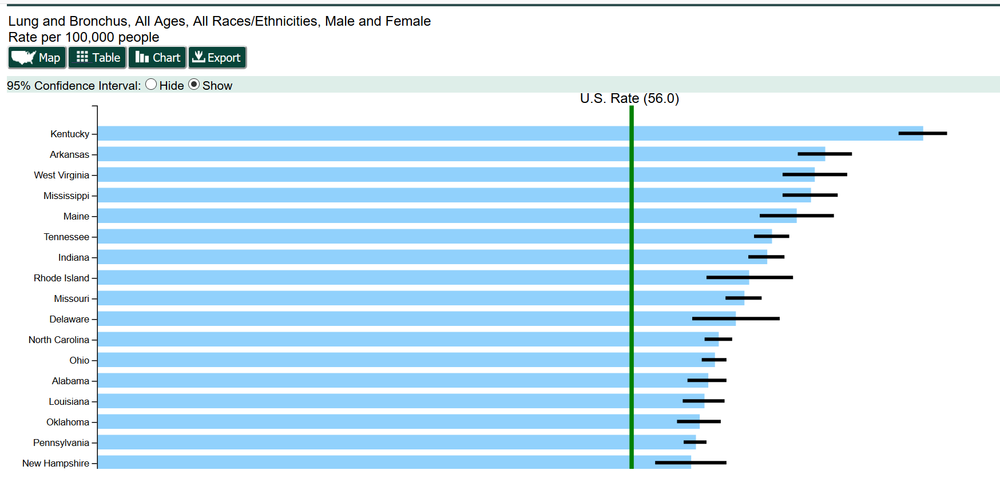 Lung and Bronchus, All Ages, All Races/Ethnicities, Male and Female
Rate per 100,000 people
Map Table Chart Export
95% Confidence Interval: Hide Show
U.S. Rate (56.0)
Kentucky
Arkansas
West Virginia
Mississippi
Maine
Tennessee
Indiana
Rhode Island
Missouri
Delaware
North Carolina
Ohio
Alabama
Louisiana
Oklahoma
Pennsylvania
New Hampshire